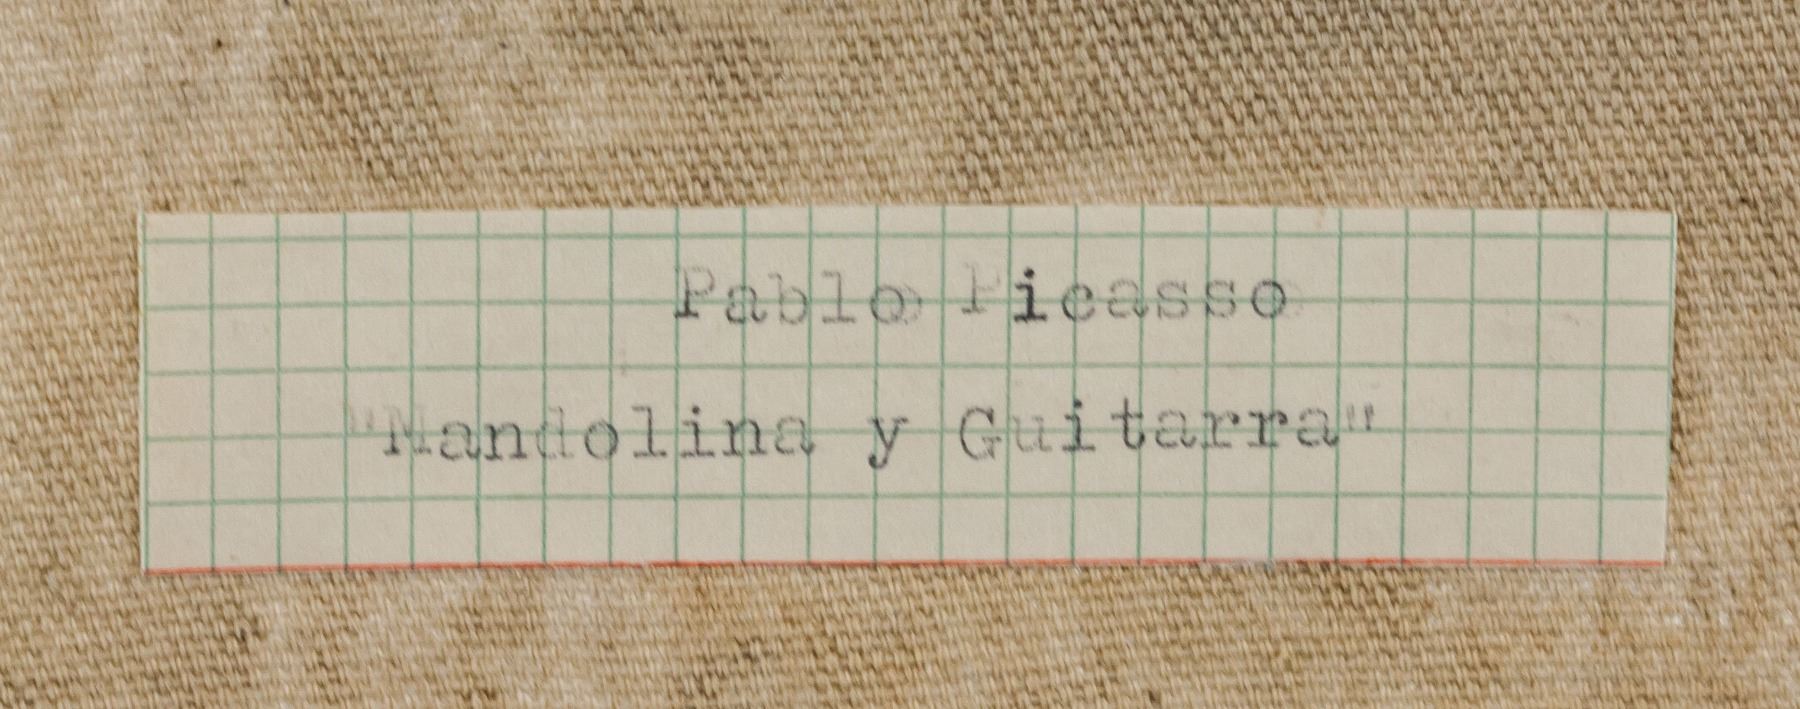 Pablo Picasso
"Mandolina y Guitarra"